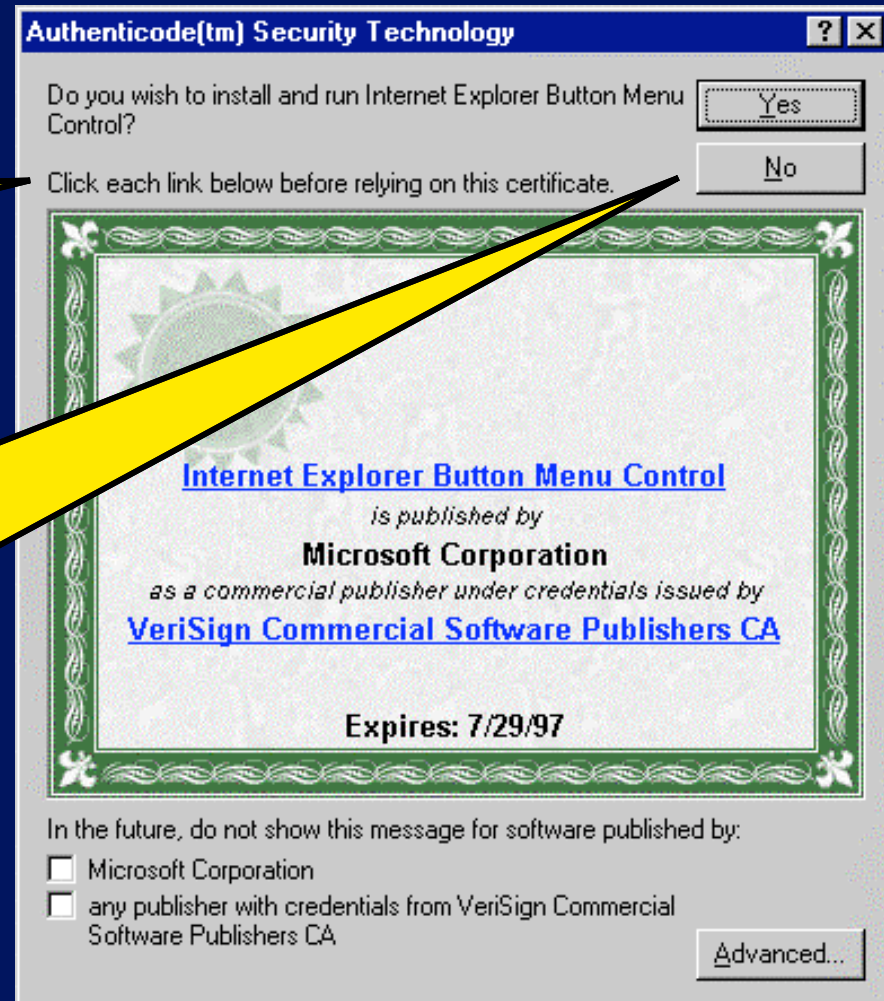 Authenticode(tm) Security Technology
Do you wish to install and run Internet Explorer Button Menu
Control?
Yes
No
Click each link below before relying on this certificate.
Internet Explorer Button Menu Control
is published by
Microsoft Corporation
as a commercial publisher under credentials issued by
VeriSign Commercial Software Publishers CA
Expires: 7/29/97
In the future, do not show this message for software published by:
Microsoft Corporation
any publisher with credentials from VeriSign Commercial
Software Publishers CA
Advanced...